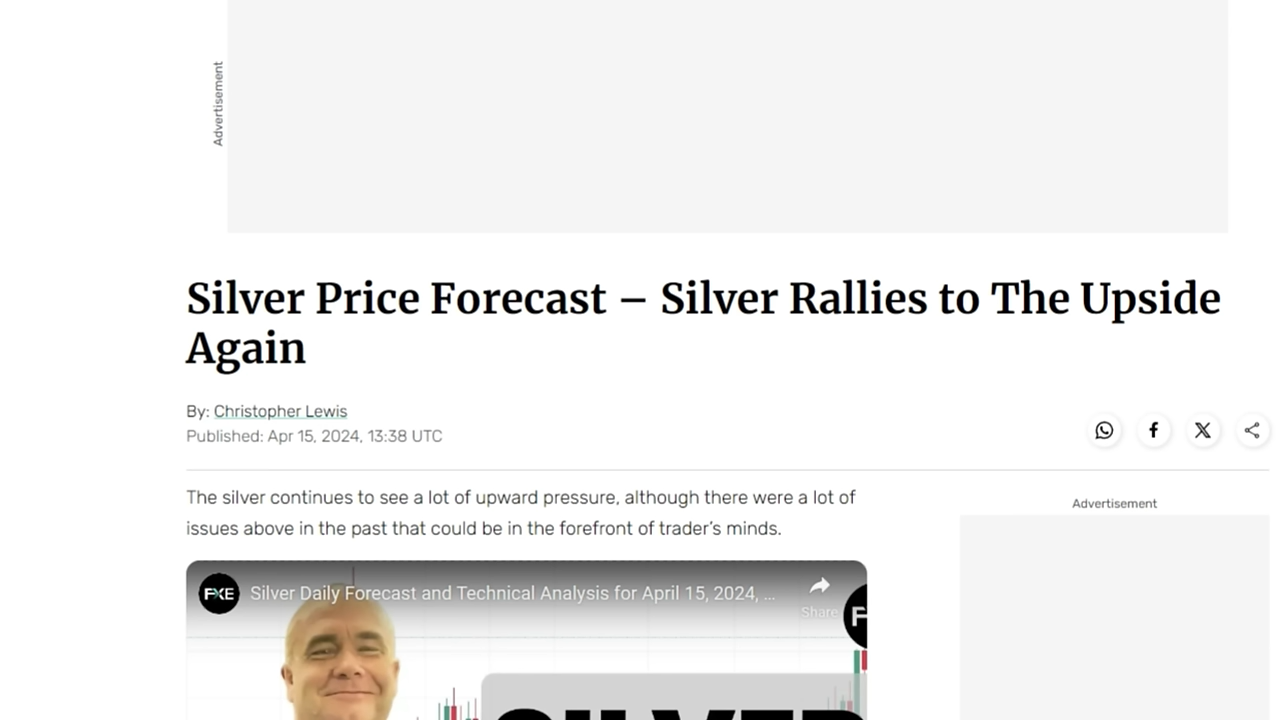 Advertisement
Silver Price Forecast – Silver Rallies to The Upside
Again
By: Christopher Lewis
Published: Apr 15, 2024, 13:38 UTC
The silver continues to see a lot of upward pressure, although there were a lot of
issues above in the past that could be in the forefront of trader's minds.
Advertisement
FXE
Silver Daily Forecast and Technical Analysis for April 15, 2024, ...
Share
F
SILVER